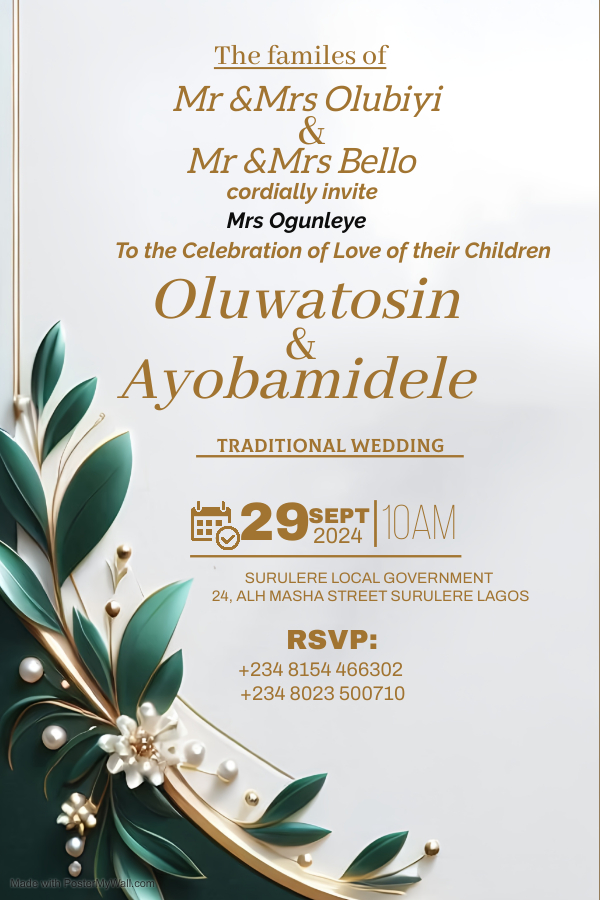 The familes of
Mr &Mrs Olubiyi
&
Mr &Mrs Bello
cordially invite
Mrs Ogunleye
To the Celebration of Love of their Children
Oluwatosin
&
Ayobamidele
TRADITIONAL WEDDING
29 SEPT 2024 | 10AM
SURULERE LOCAL GOVERNMENT
24, ALH MASHA STREET SURULERE LAGOS
RSVP:
+234 8154 466302
+234 8023 500710
Made with PosterMyWall.com